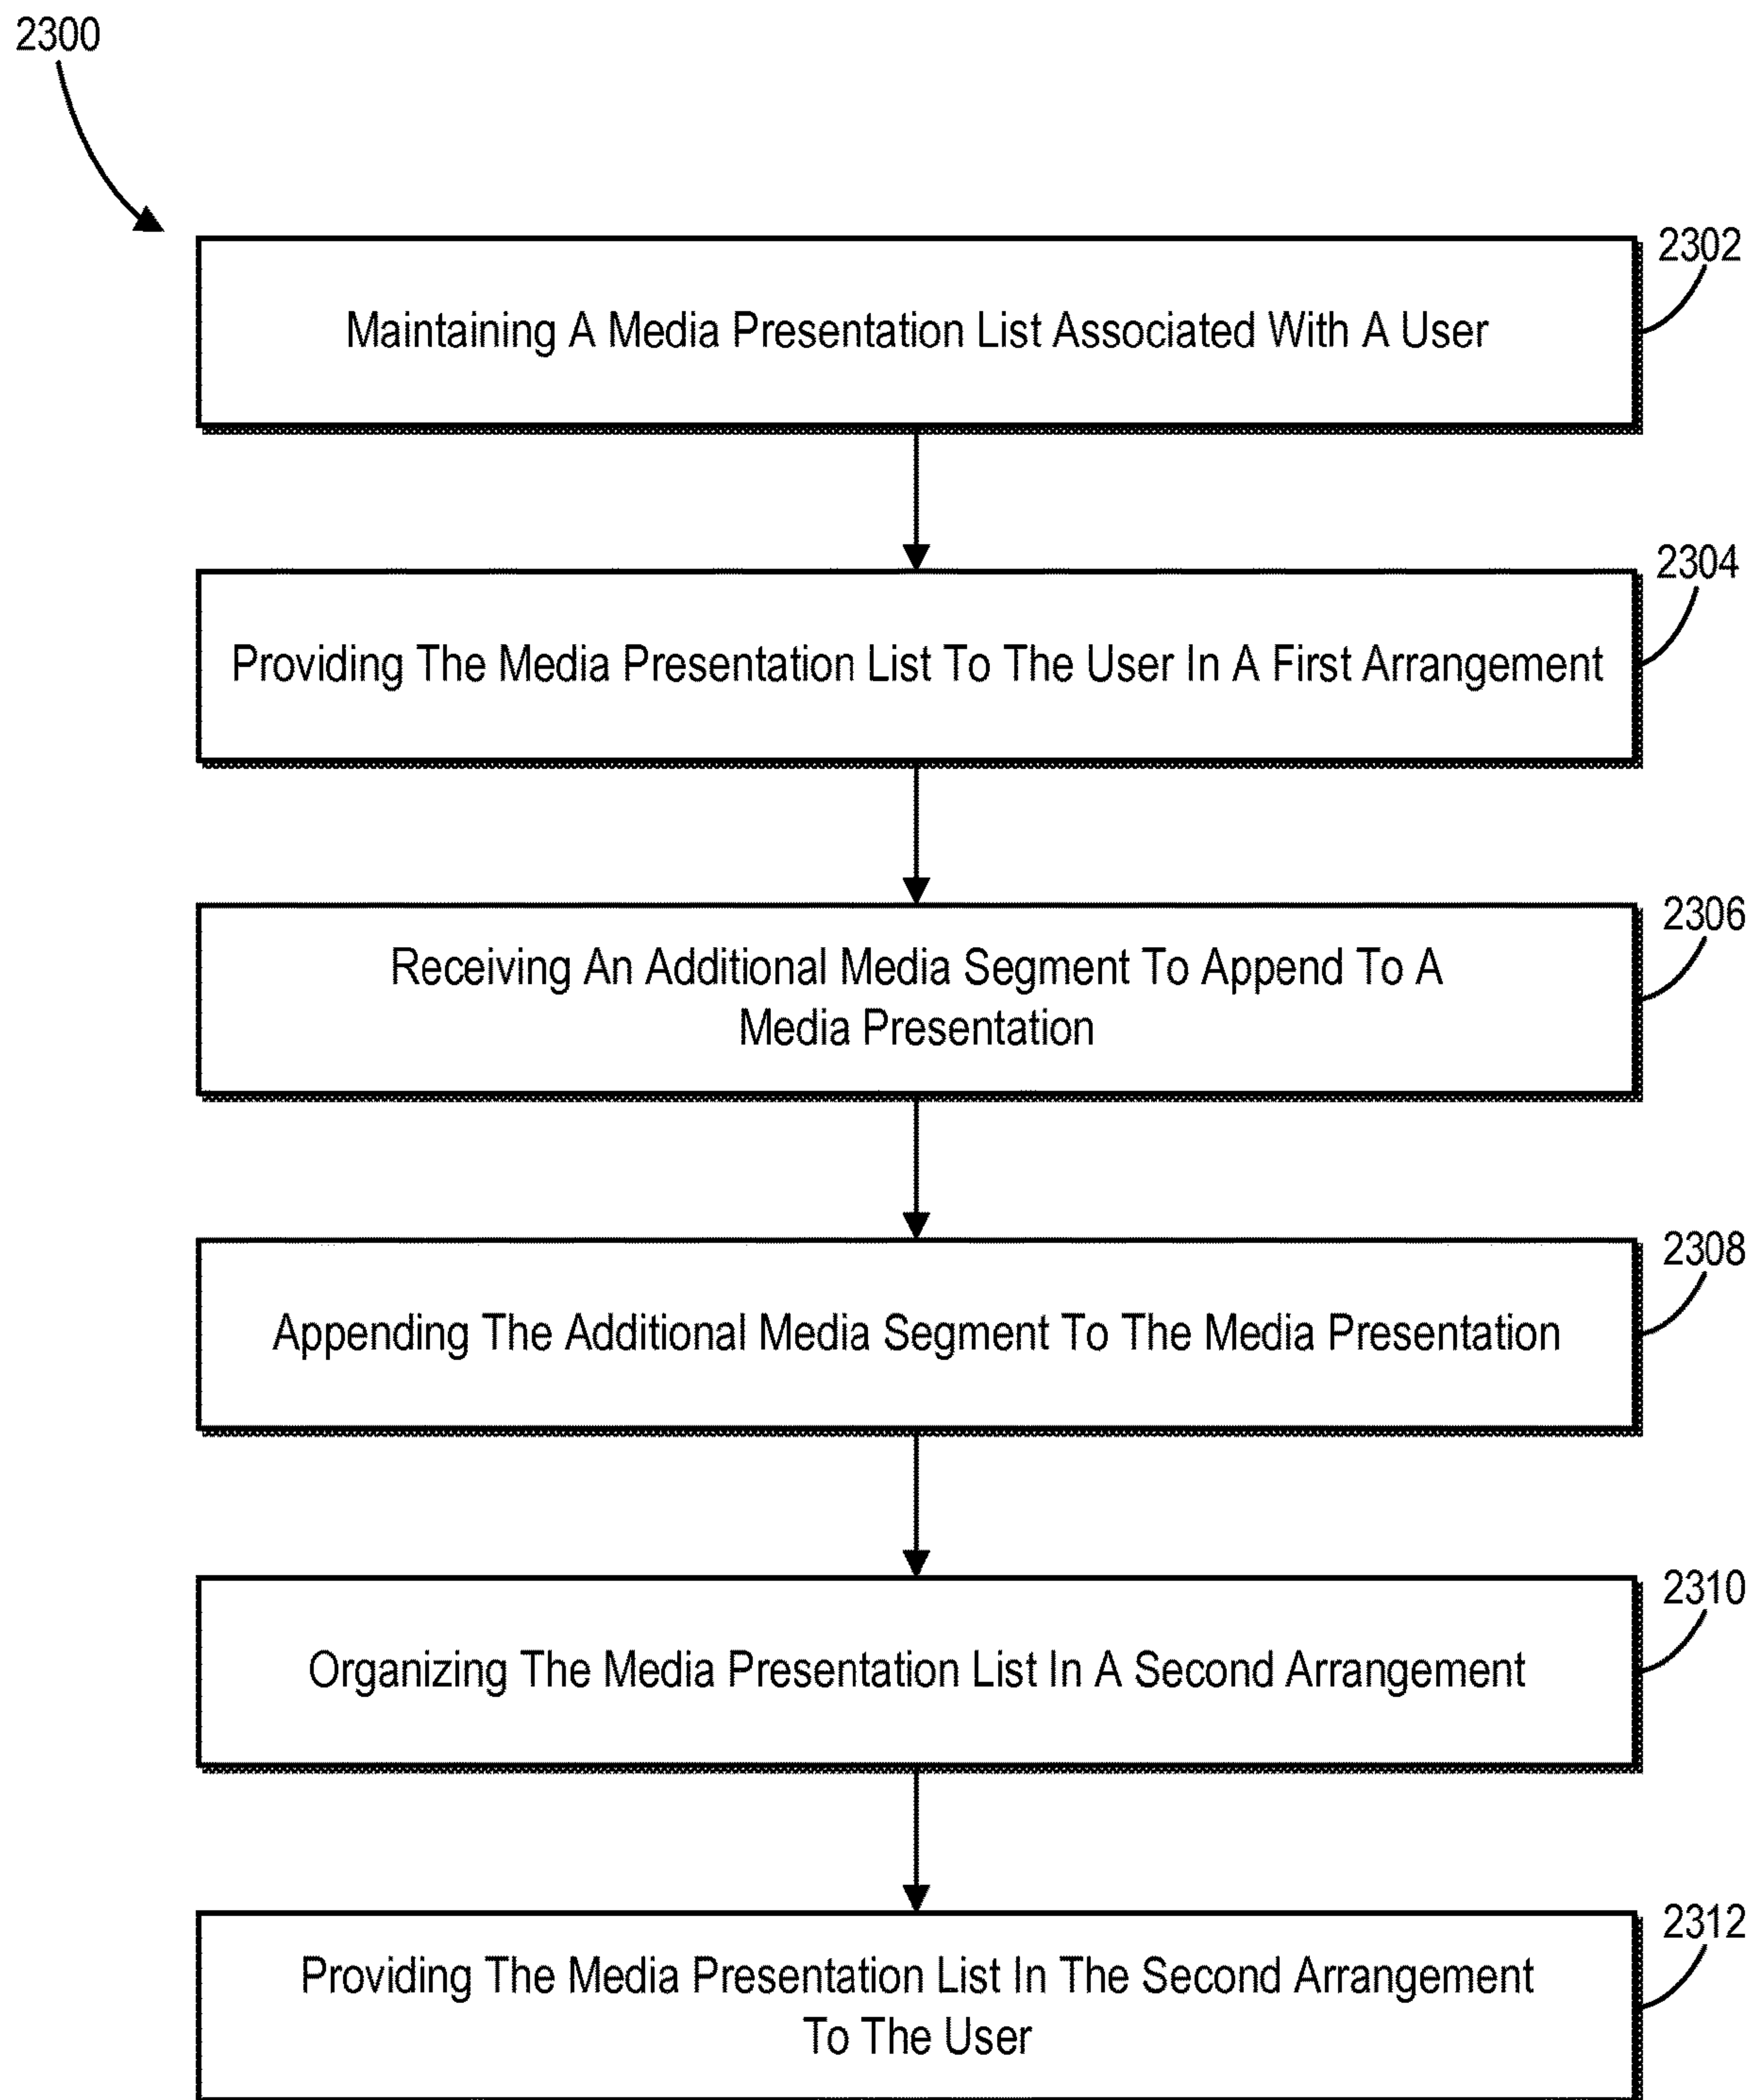 2300
2302
Maintaining A Media Presentation List Associated With A User
2304
Providing The Media Presentation List To The User In A First Arrangement
2306
Receiving An Additional Media Segment To Append To A
Media Presentation
2308
Appending The Additional Media Segment To The Media Presentation
2310
Organizing The Media Presentation List In A Second Arrangement
2312
Providing The Media Presentation List In The Second Arrangement
To The User